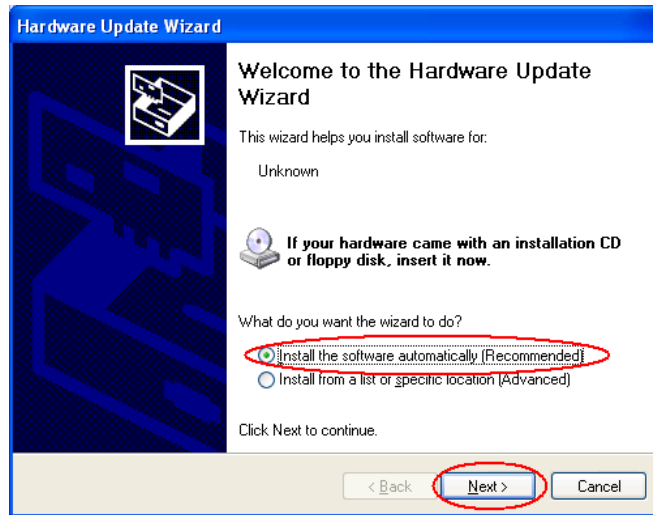 Hardware Update Wizard
Welcome to the Hardware Update
Wizard
This wizard helps you install software for:
Unknown
If your hardware came with an installation CD
or floppy disk, insert it now.
What do you want the wizard to do?
Install the software automatically (Recommended)
Install from a list or specific location (Advanced)
Click Next to continue.
< Back Next > Cancel